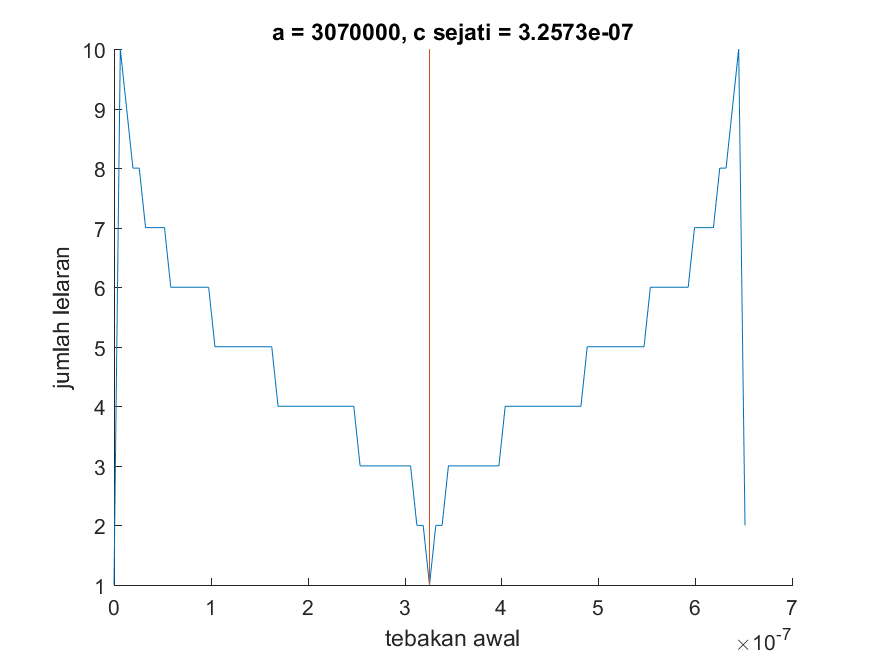 a = 3070000, c sejati = 3.2573e-07
10
9
8
7
6
5
4
3
2
1
jumlah lelaran
0 1 2 3 4 5 6 7
×10-7
tebakan awal